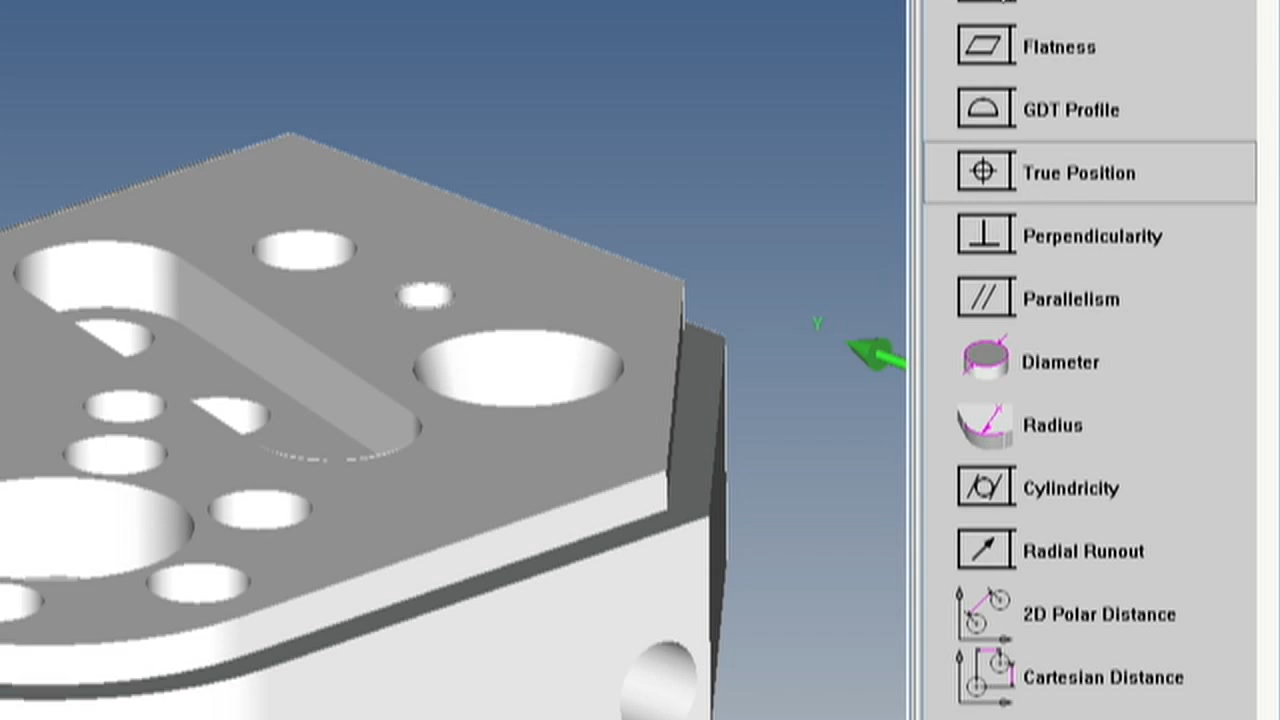 Flatness
GDT Profile
True Position
Perpendicularity
Parallelism
Diameter
Radius
Cylindricity
Radial Runout
2D Polar Distance
Cartesian Distance
Y